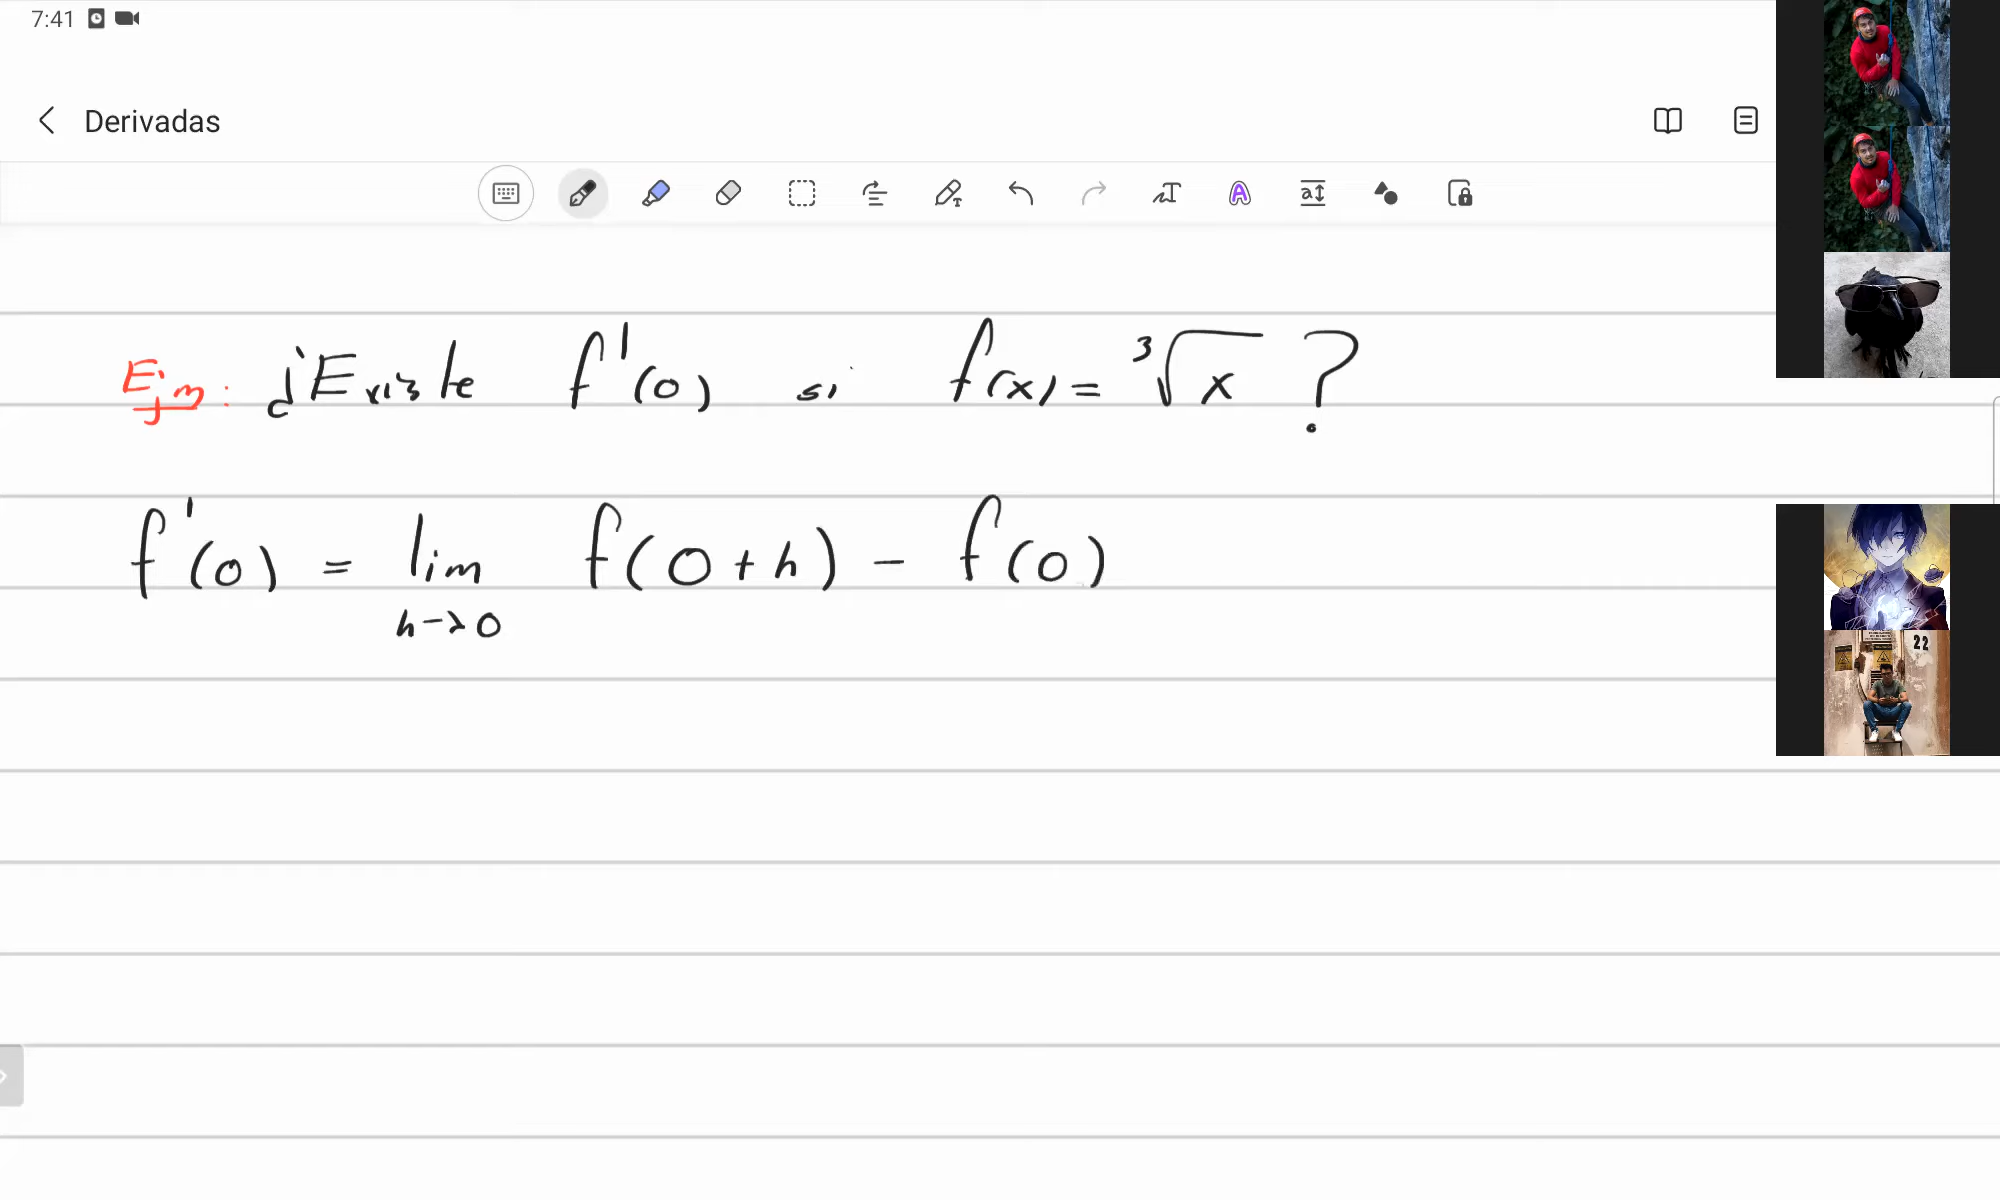 7:41
Derivadas
Ejm: ¿Existe f'(0) si f(x) = ∛x ?
f'(0) = lim f(0+h) - f(0)
h→0
22